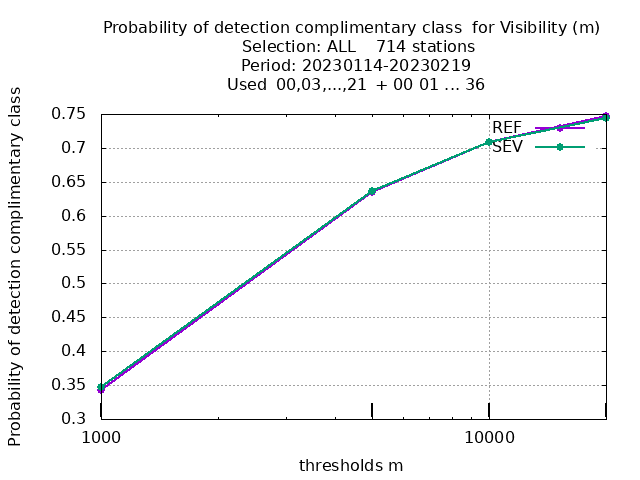 Probability of detection complimentary class  for Visibility (m)
Selection: ALL    714 stations
Period: 20230114-20230219
Used  00,03,...,21  + 00 01 ... 36
Probability of detection complimentary class
0.75
0.7
0.65
0.6
0.55
0.5
0.45
0.4
0.35
0.3
REF
SEV
1000
10000
thresholds m